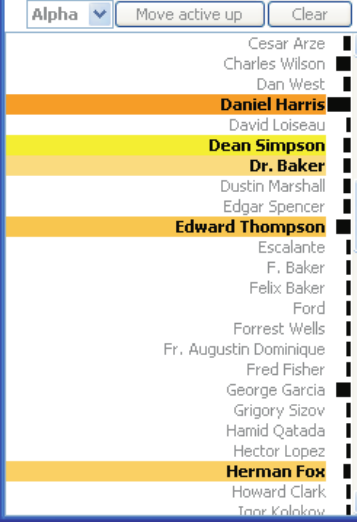 Alpha Move active up Clear
Cesar Arze
Charles Wilson
Dan West
Daniel Harris
David Loiseau
Dean Simpson
Dr. Baker
Dustin Marshall
Edgar Spencer
Edward Thompson
Escalante
F. Baker
Felix Baker
Ford
Forrest Wells
Fr. Augustin Dominique
Fred Fisher
George Garcia
Grigory Sizov
Hamid Qatada
Hector Lopez
Herman Fox
Howard Clark
Igor Kolokov